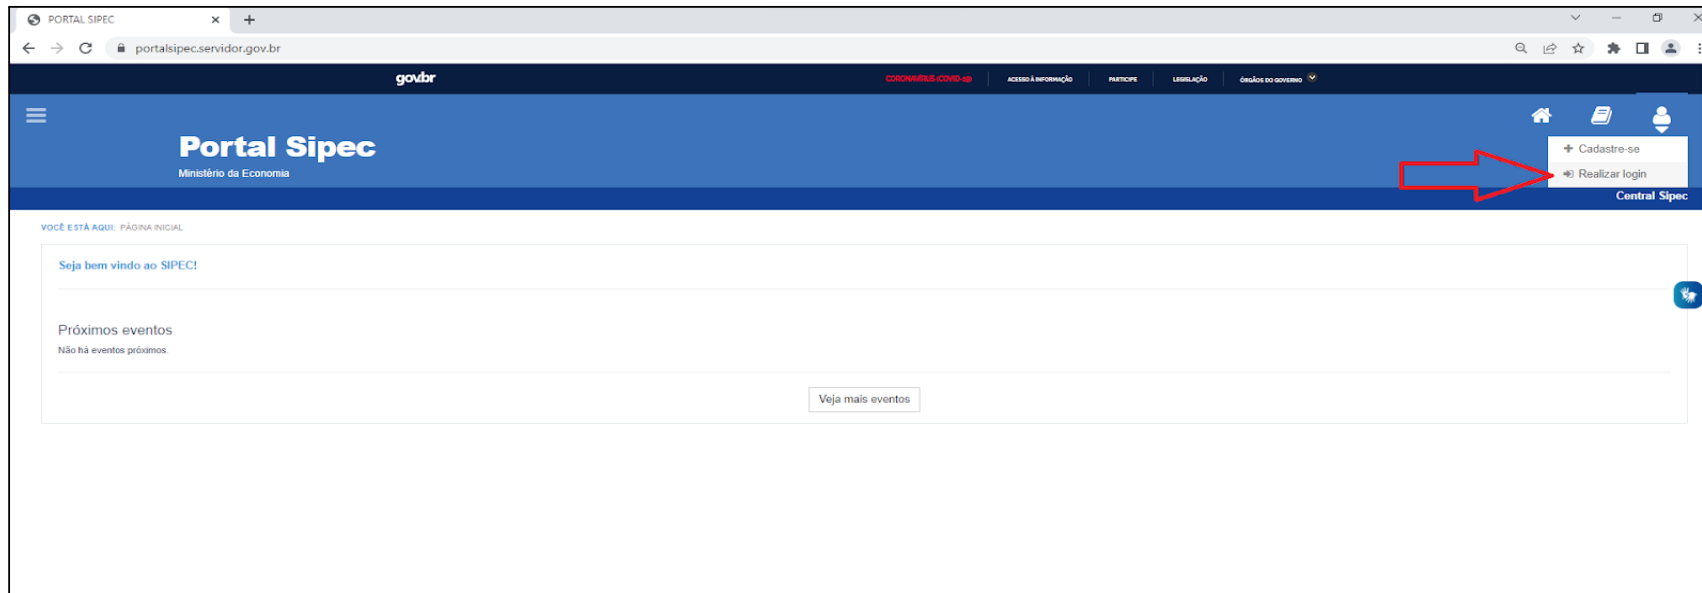 PORTAL SIPEC
portalsipec.servidor.gov.br
gov.br
CORONAVÍRUS (COVID-19) ACESSO À INFORMAÇÃO PARTICIPE LEGISLAÇÃO ÓRGÃOS DO GOVERNO
Portal Sipec
Ministério da Economia
Cadastre-se
Realizar login
Central Sipec
VOCÊ ESTÁ AQUI: PÁGINA INICIAL
Seja bem vindo ao SIPEC!
Próximos eventos
Não há eventos próximos.
Veja mais eventos